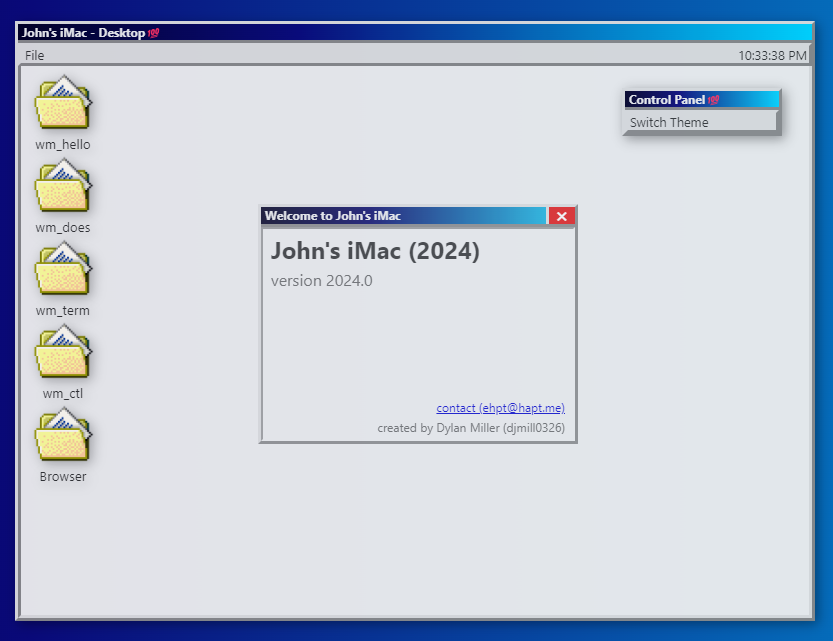 John's iMac - Desktop 💯
File
10:33:38 PM
wm_hello
wm_does
wm_term
wm_ctl
Browser
Control Panel 💯
Switch Theme
Welcome to John's iMac
John's iMac (2024)
version 2024.0
contact (ehpt@hapt.me)
created by Dylan Miller (djmill0326)